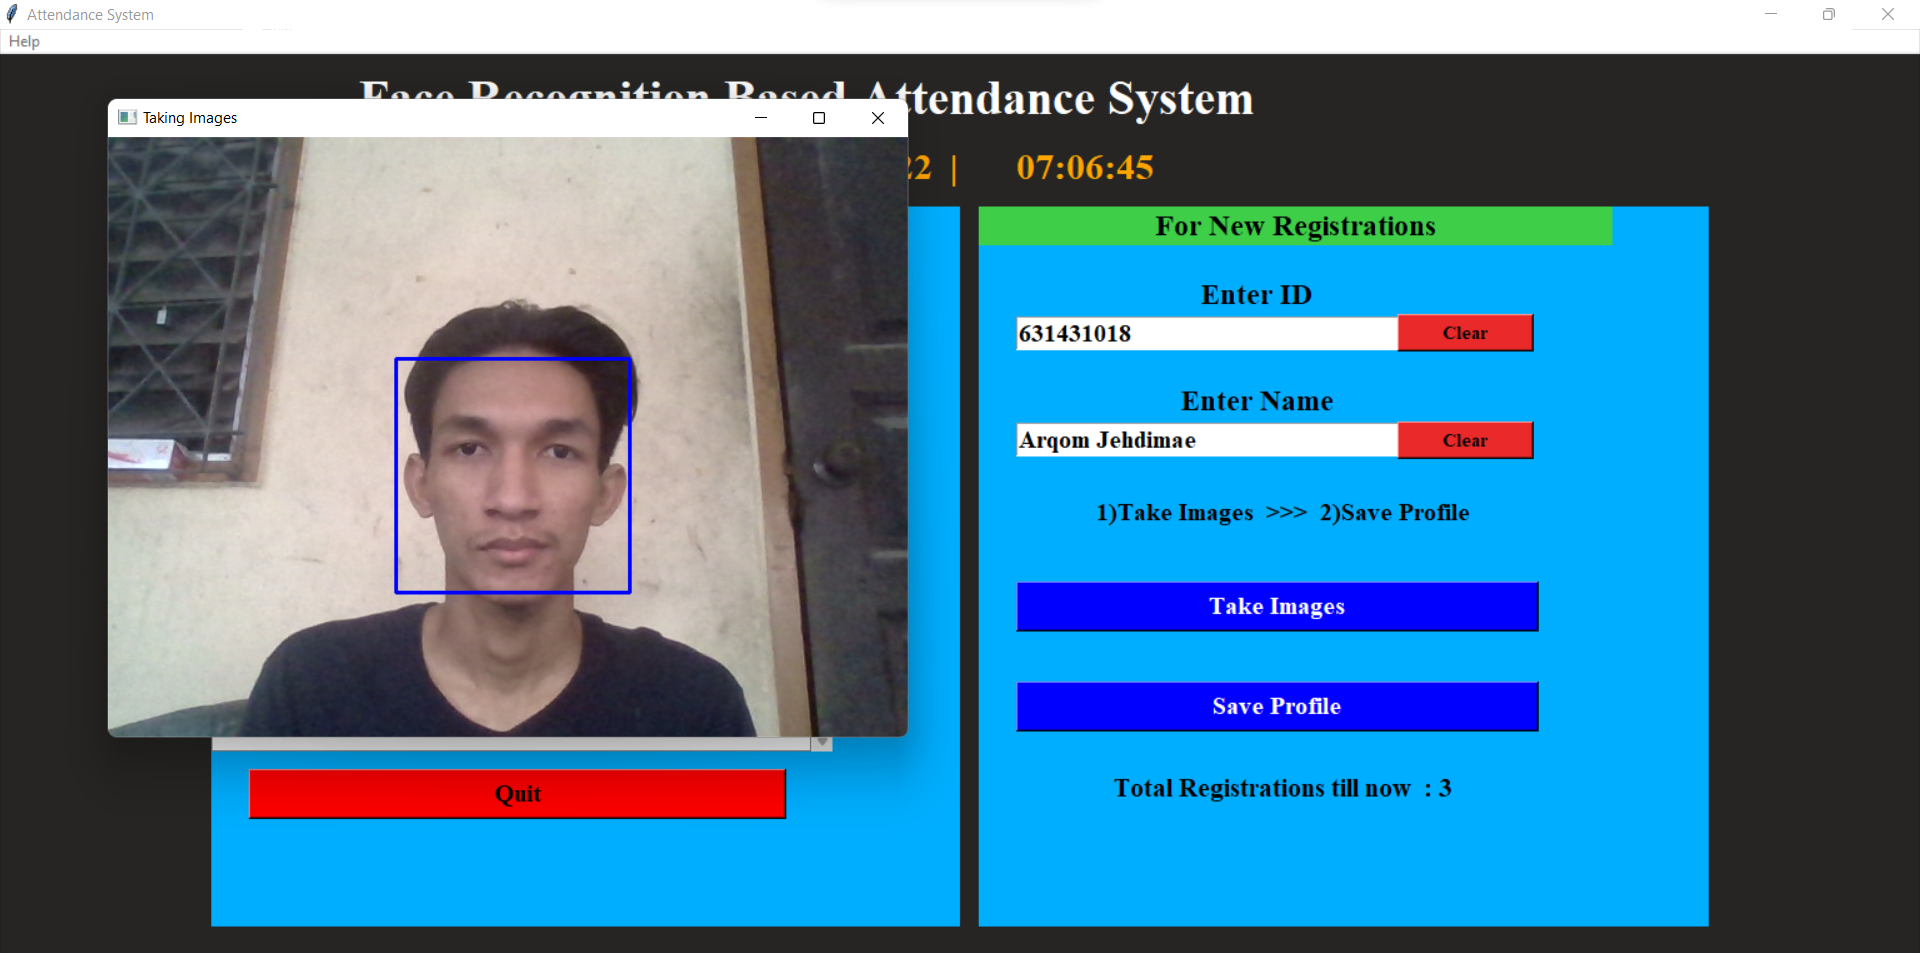 Attendance System
Help
Face Recognition Based Attendance System
Taking Images
22 | 07:06:45
For New Registrations
Enter ID
631431018
Clear
Enter Name
Arqom Jehdimae
Clear
1)Take Images >>> 2)Save Profile
Take Images
Save Profile
Quit
Total Registrations till now : 3